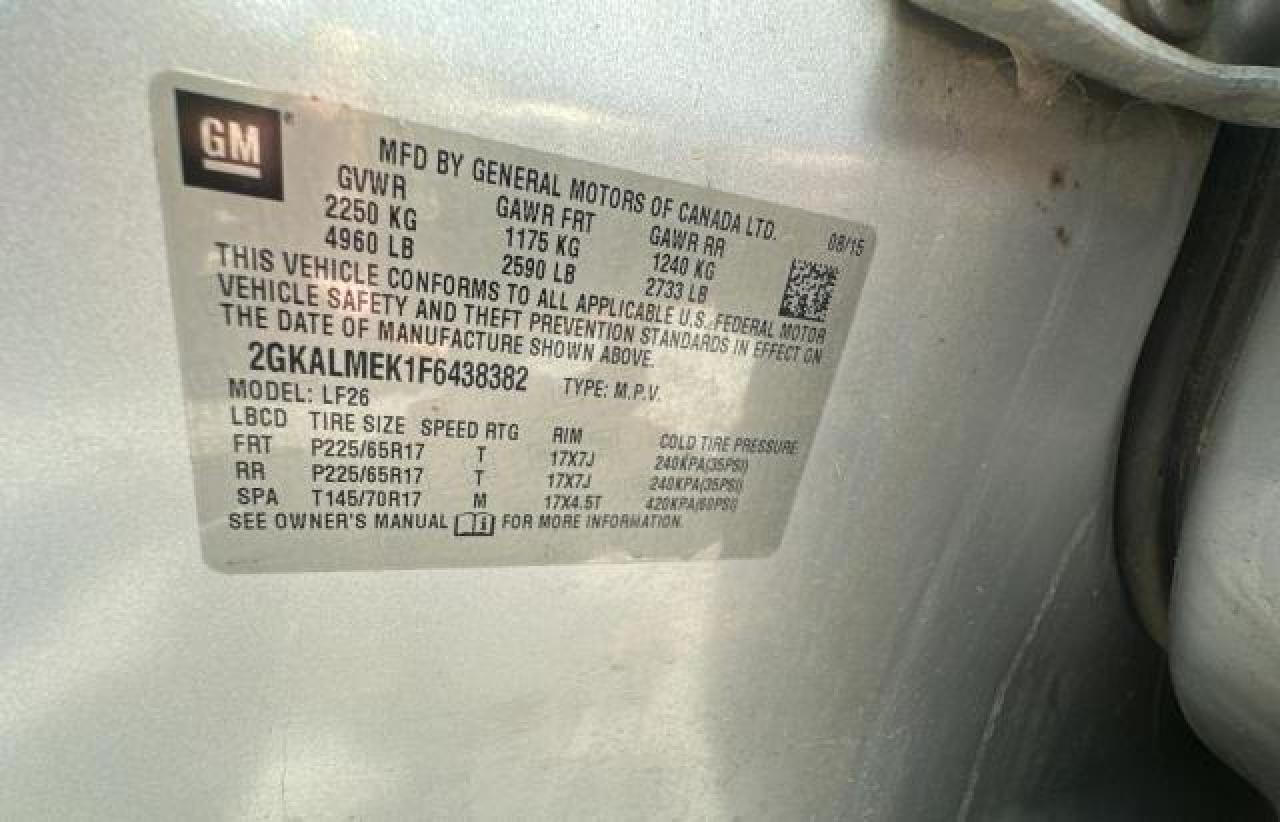 GM
MFD BY GENERAL MOTORS OF CANADA LTD.
08/15
GVWR GAWR FRT GAWR RR
2250 KG 1175 KG 1240 KG
4960 LB 2590 LB 2733 LB
THIS VEHICLE CONFORMS TO ALL APPLICABLE U.S. FEDERAL MOTOR
VEHICLE SAFETY AND THEFT PREVENTION STANDARDS IN EFFECT ON
THE DATE OF MANUFACTURE SHOWN ABOVE.
2GKALMEK1F6438382 TYPE: M.P.V.
MODEL: LF26
LBCD TIRE SIZE SPEED RTG RIM COLD TIRE PRESSURE
FRT P225/65R17 T 17X7J 240KPA(35PSI)
RR P225/65R17 T 17X7J 240KPA(35PSI)
SPA T145/70R17 M 17X4.5T 420KPA(60PSI)
SEE OWNER'S MANUAL FOR MORE INFORMATION.